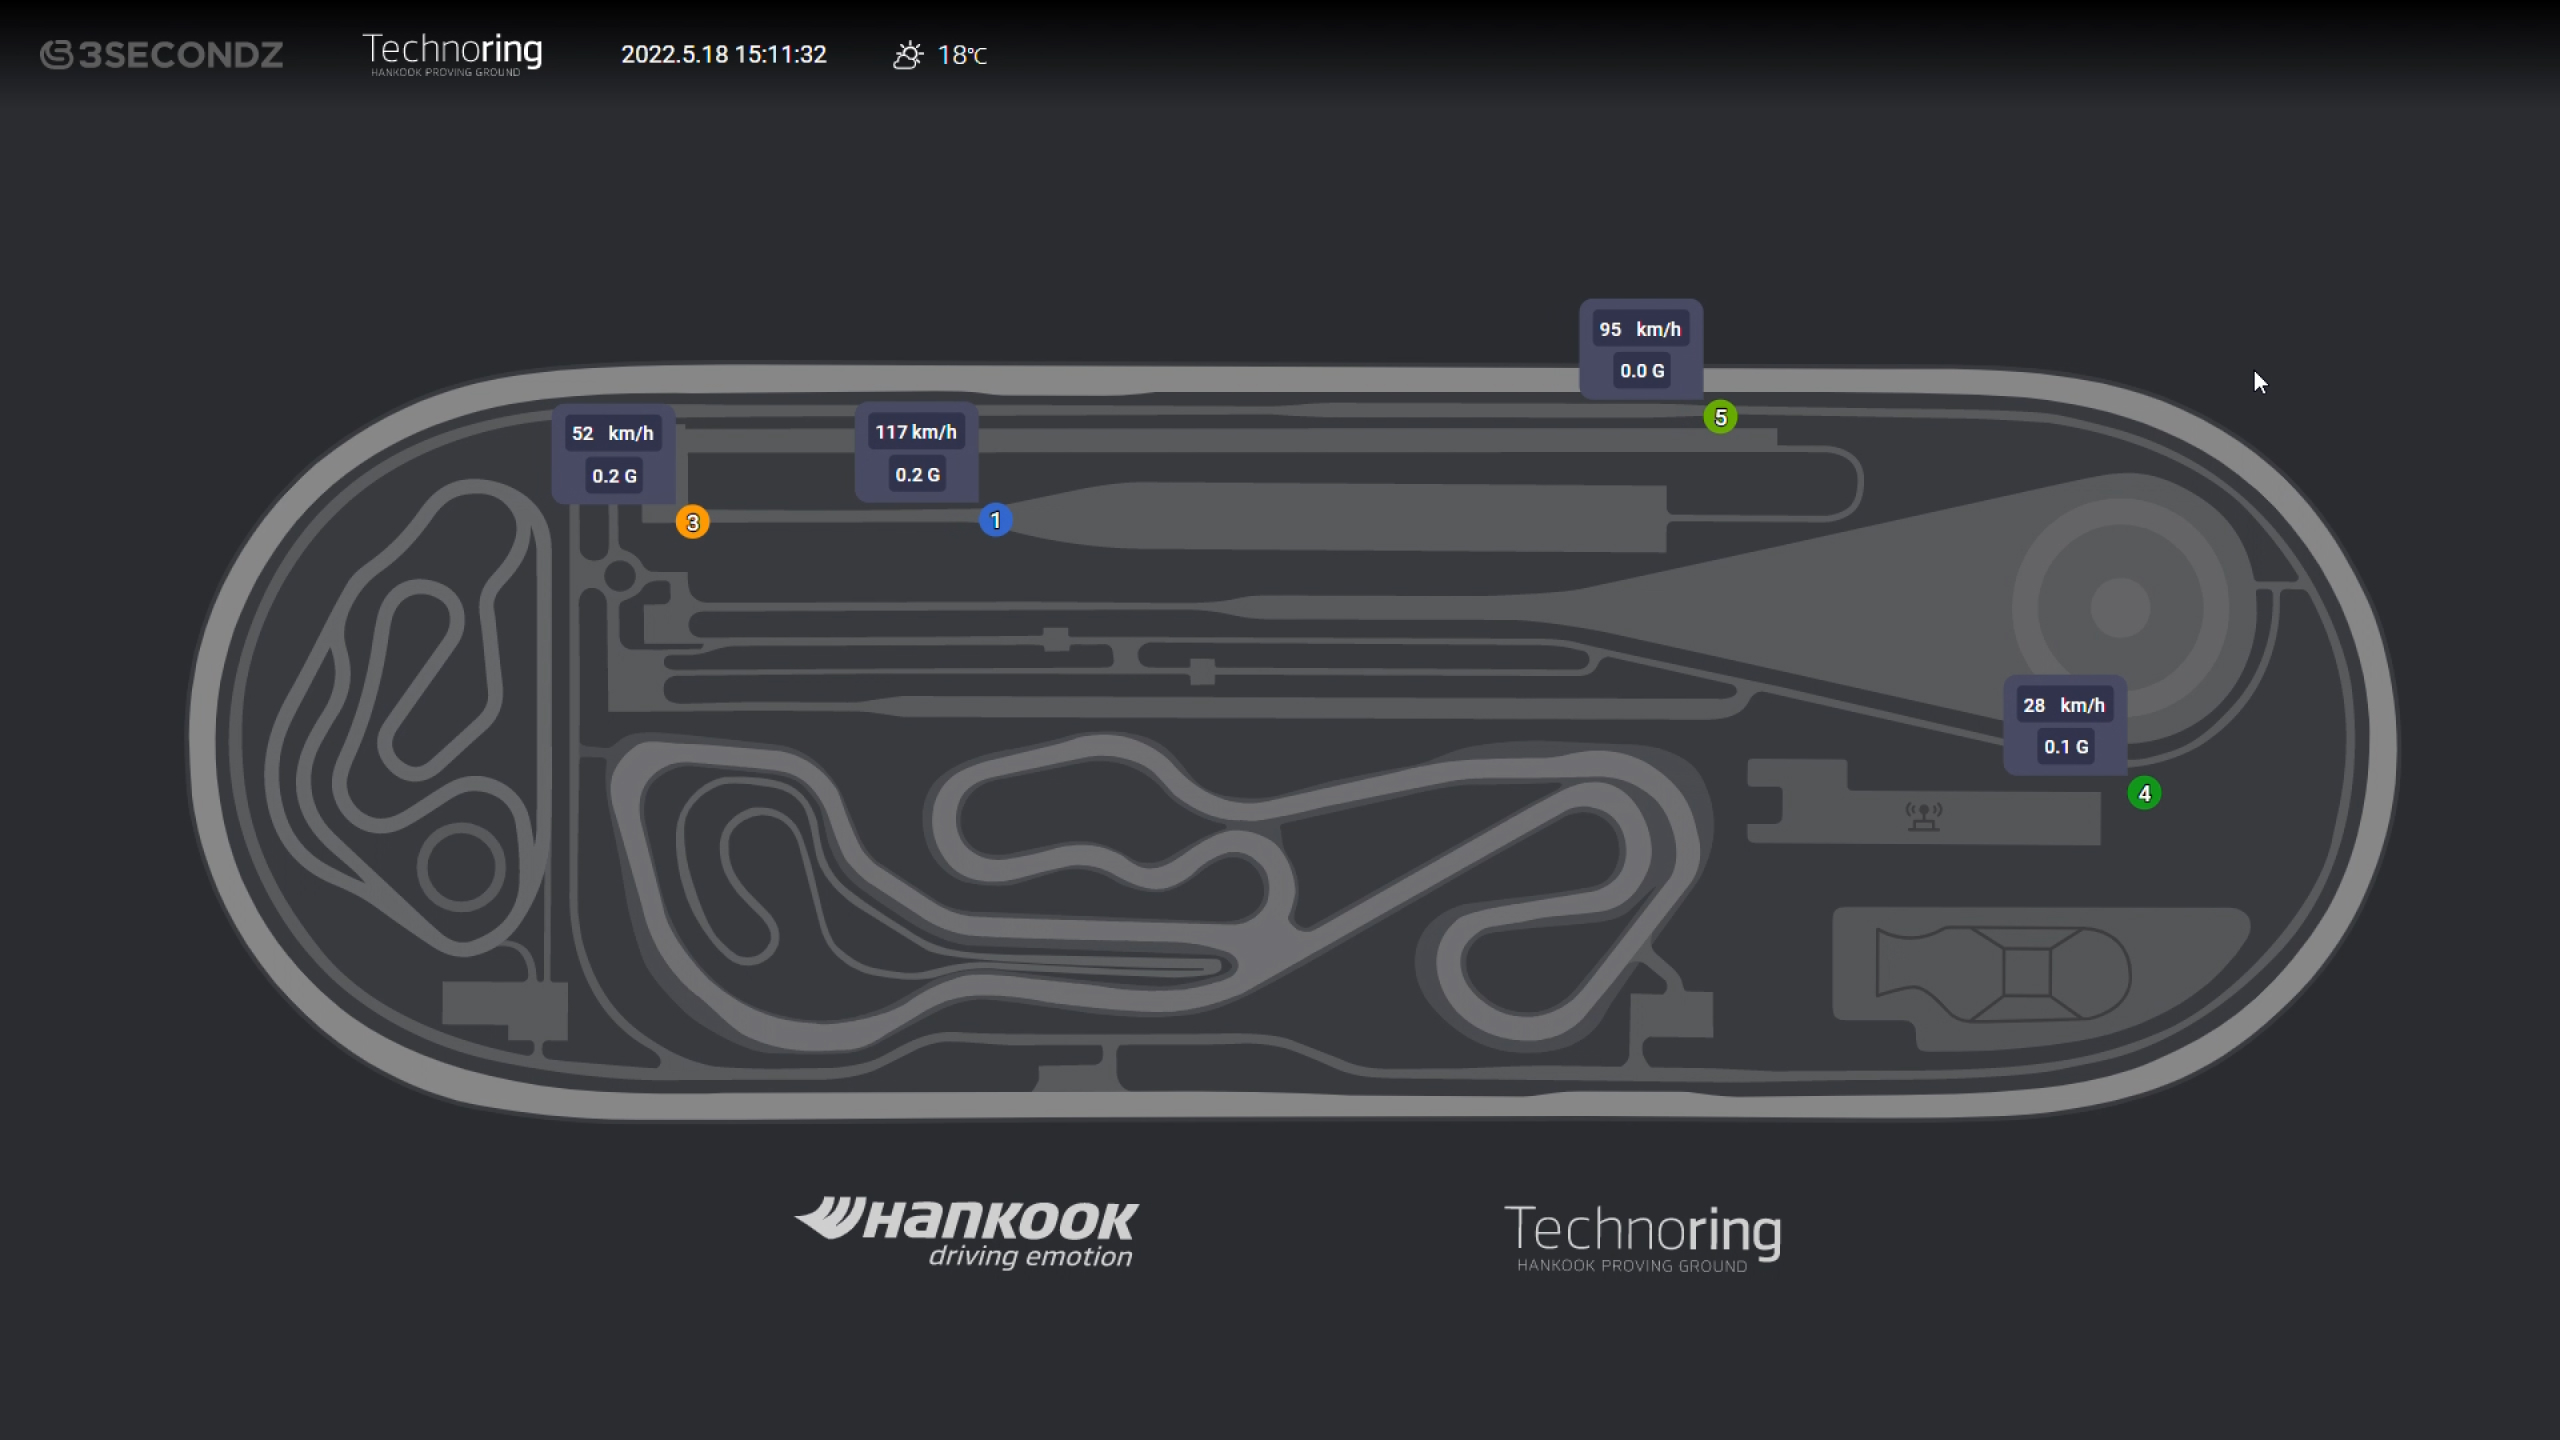 3SECONDZ
Technoring
HANKOOK PROVING GROUND
2022.5.18 15:11:32
18℃
95 km/h
0.0 G
5
52 km/h
0.2 G
3
117 km/h
0.2 G
1
28 km/h
0.1 G
4
HANKOOK
driving emotion
Technoring
HANKOOK PROVING GROUND